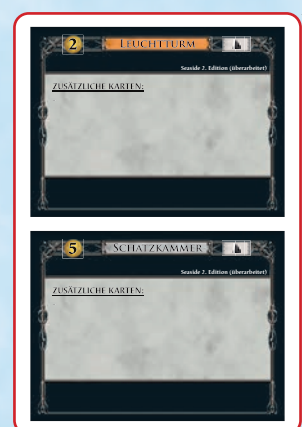 2 LEUCHTTURM
Seaside 2. Edition (überarbeitet)
ZUSÄTZLICHE KARTEN:
5 SCHATZKAMMER
Seaside 2. Edition (überarbeitet)
ZUSÄTZLICHE KARTEN: